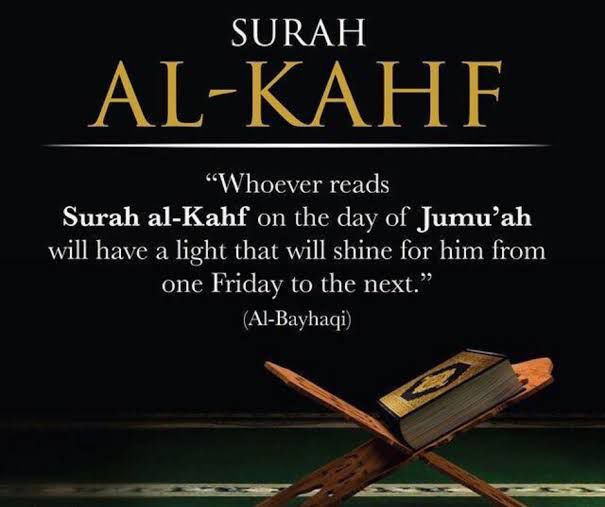 SURAH
AL-KAHF
“Whoever reads
Surah al-Kahf on the day of Jumu’ah
will have a light that will shine for him from
one Friday to the next.”
(Al-Bayhaqi)